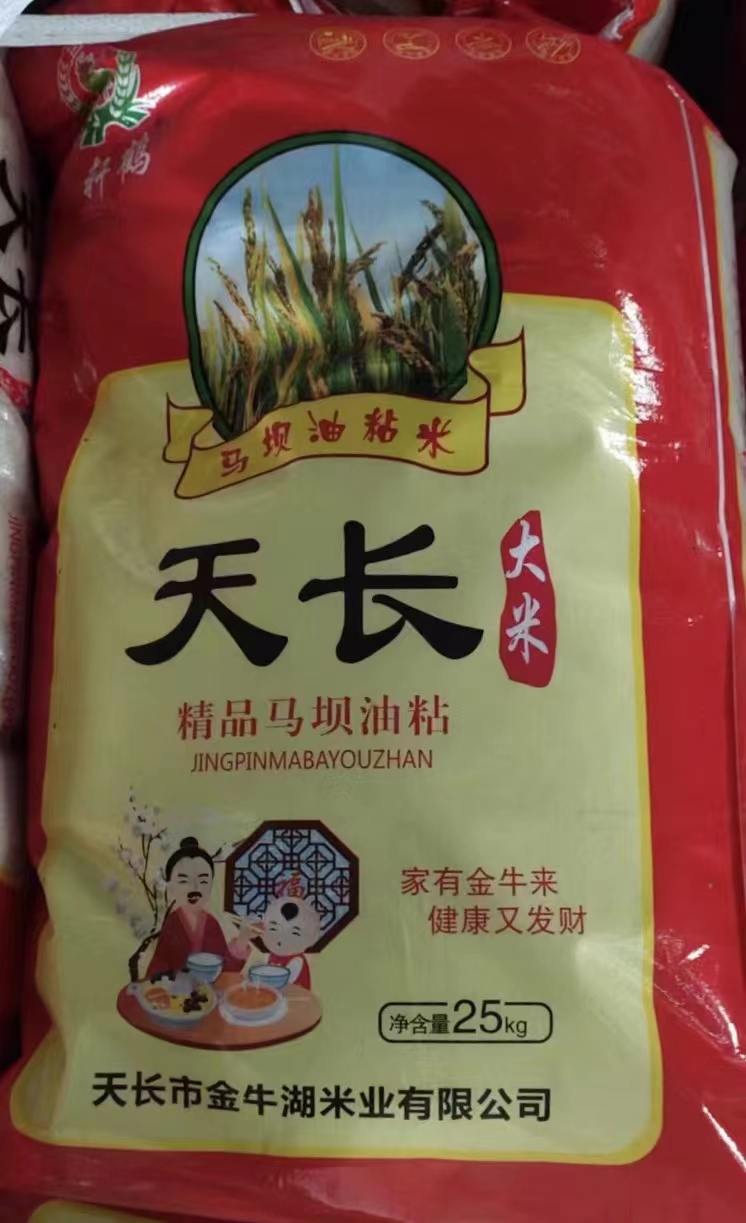 轩鹤
马坝油粘米
天长
大米
精品马坝油粘
JINGPINMABAYOUZHAN
福
家有金牛来
健康又发财
净含量25kg
天长市金牛湖米业有限公司